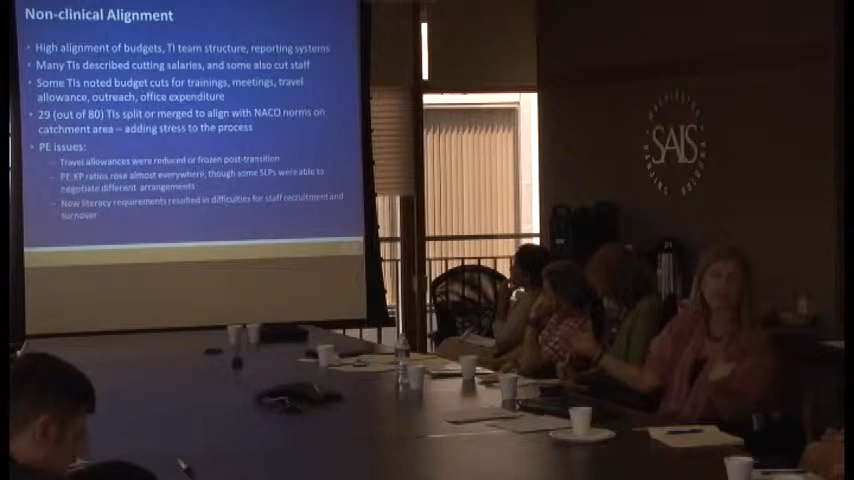 Non-clinical Alignment
• High alignment of budgets, TI team structure, reporting systems
• Many TIs described cutting salaries, and some also cut staff
• Some TIs noted budget cuts for trainings, meetings, travel
allowance, outreach, office expenditure
• 29 (out of 80) TIs split or merged to align with NACO norms on
catchment area – adding stress to the process
• PE issues:
– Travel allowances were reduced or frozen post-transition
– PE:KP ratios rose almost everywhere, though some SLPs were able to
negotiate different arrangements
– New literacy requirements resulted in difficulties for staff recruitment and
turnover
WASHINGTON
SAIS
NANJING BOLOGNA